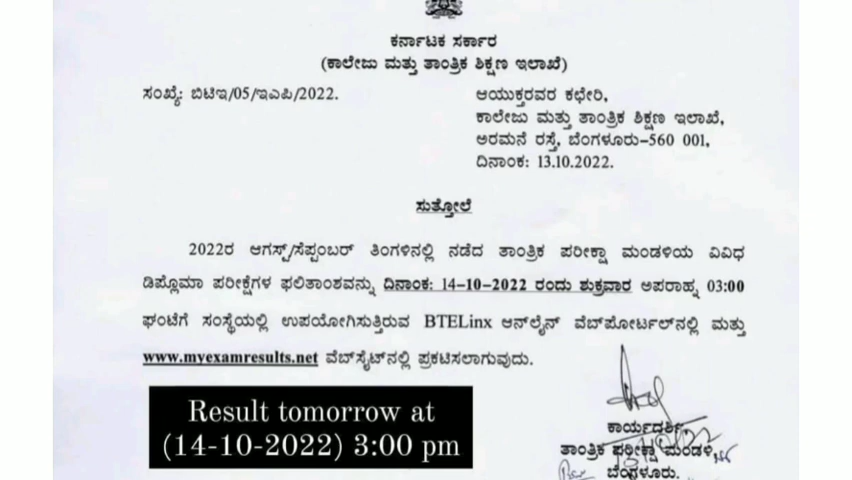 ಕರ್ನಾಟಕ ಸರ್ಕಾರ
(ಕಾಲೇಜು ಮತ್ತು ತಾಂತ್ರಿಕ ಶಿಕ್ಷಣ ಇಲಾಖೆ)
ಸಂಖ್ಯೆ: ಬಿಟಿಇ/05/ಇಎಪಿ/2022.
ಆಯುಕ್ತರವರ ಕಛೇರಿ,
ಕಾಲೇಜು ಮತ್ತು ತಾಂತ್ರಿಕ ಶಿಕ್ಷಣ ಇಲಾಖೆ,
ಅರಮನೆ ರಸ್ತೆ, ಬೆಂಗಳೂರು-560 001,
ದಿನಾಂಕ: 13.10.2022.
ಸುತ್ತೋಲೆ
2022ರ ಆಗಸ್ಟ್/ಸೆಪ್ಟಂಬರ್ ತಿಂಗಳಿನಲ್ಲಿ ನಡೆದ ತಾಂತ್ರಿಕ ಪರೀಕ್ಷಾ ಮಂಡಳಿಯ ವಿವಿಧ
ಡಿಪ್ಲೊಮಾ ಪರೀಕ್ಷೆಗಳ ಫಲಿತಾಂಶವನ್ನು ದಿನಾಂಕ: 14-10-2022 ರಂದು ಶುಕ್ರವಾರ ಅಪರಾಹ್ನ 03:00
ಘಂಟೆಗೆ ಸಂಸ್ಥೆಯಲ್ಲಿ ಉಪಯೋಗಿಸುತ್ತಿರುವ BTELinx ಆನ್‌ಲೈನ್ ವೆಬ್‌ಪೋರ್ಟಲ್‌ನಲ್ಲಿ ಮತ್ತು
www.myexamresults.net ವೆಬ್‌ಸೈಟ್‌ನಲ್ಲಿ ಪ್ರಕಟಿಸಲಾಗುವುದು.
Result tomorrow at
(14-10-2022) 3:00 pm
ಕಾರ್ಯದರ್ಶಿ,
ತಾಂತ್ರಿಕ ಪರೀಕ್ಷಾ ಮಂಡಳಿ,
ಬೆಂಗಳೂರು.